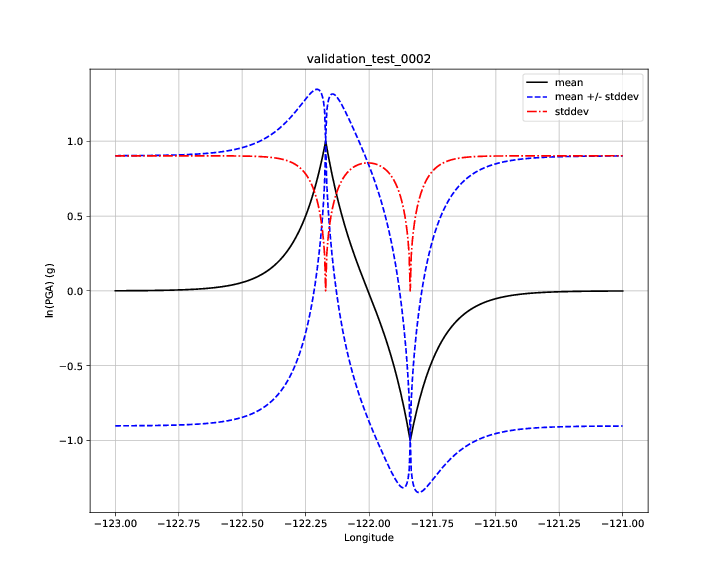 validation_test_0002
mean
mean +/- stddev
stddev
ln(PGA) (g)
1.0
0.5
0.0
−0.5
−1.0
−123.00 −122.75 −122.50 −122.25 −122.00 −121.75 −121.50 −121.25 −121.00
Longitude